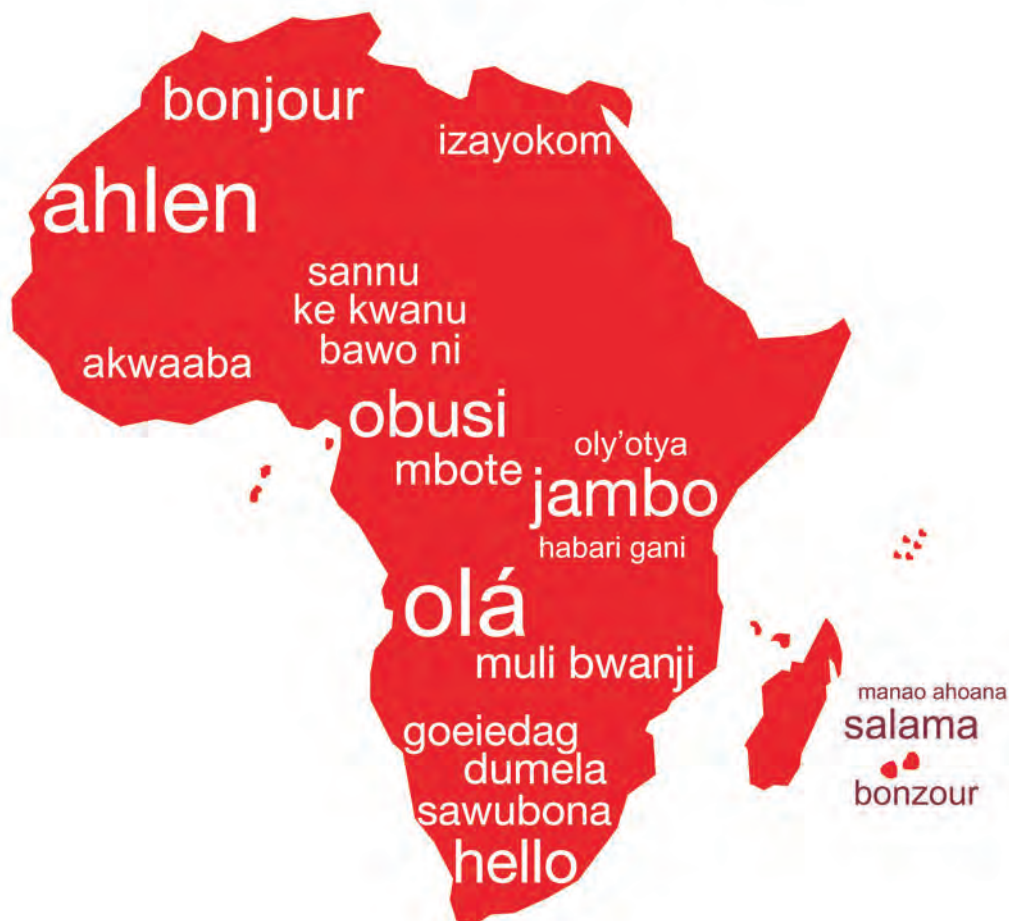 bonjour
izayokom
ahlen
sannu
ke kwanu
bawo ni
akwaaba
obusi
oly'otya
mbote
jambo
habari gani
olá
muli bwanji
manao ahoana
salama
goeiedag
dumela
bonzour
sawubona
hello